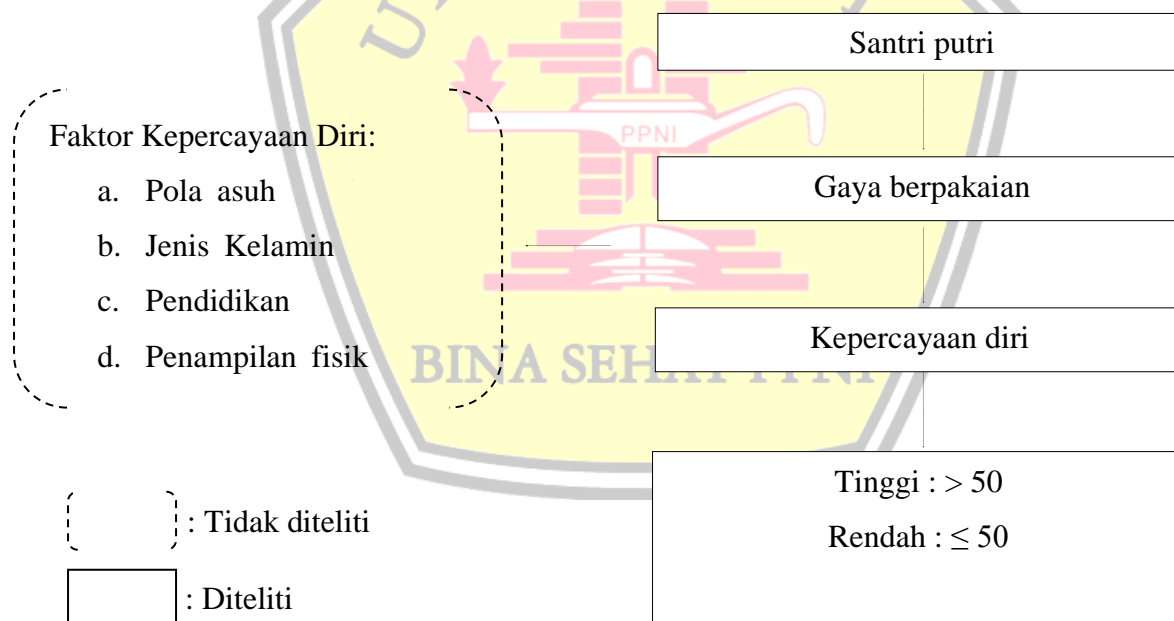 Santri putri
PPNI
Faktor Kepercayaan Diri:
a. Pola asuh
b. Jenis Kelamin
c. Pendidikan
d. Penampilan fisik
Gaya berpakaian
Kepercayaan diri
BINA SEHAT PPNI
Tinggi : > 50
Rendah : ≤ 50
: Tidak diteliti
: Diteliti